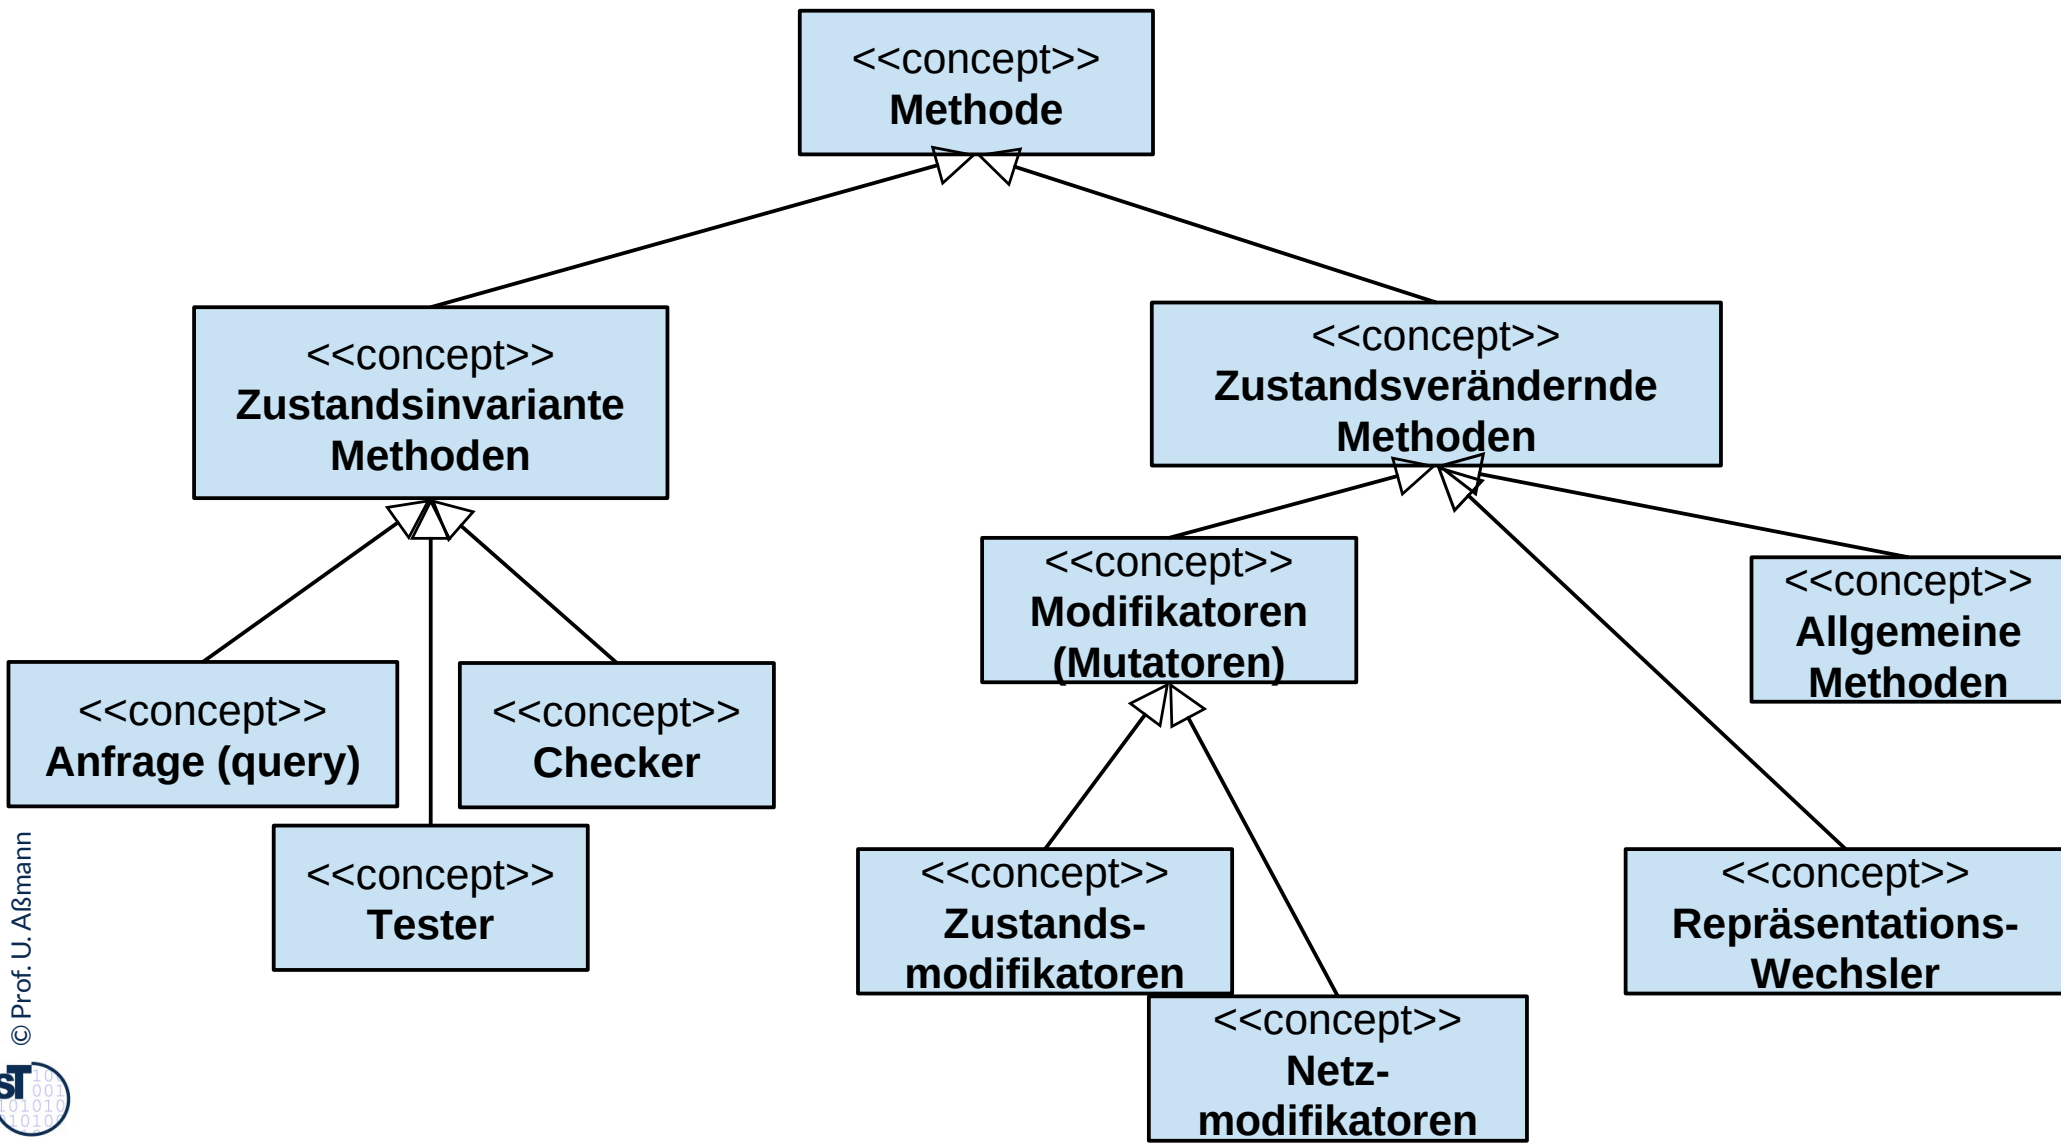 <<concept>>
Methode
<<concept>>
Zustandsinvariante
Methoden
<<concept>>
Zustandsverändernde
Methoden
<<concept>>
Modifikatoren
(Mutatoren)
<<concept>>
Allgemeine
Methoden
<<concept>>
Anfrage (query)
<<concept>>
Checker
<<concept>>
Tester
<<concept>>
Zustands-
modifikatoren
<<concept>>
Repräsentations-
Wechsler
<<concept>>
Netz-
modifikatoren
© Prof. U. Aßmann
sT